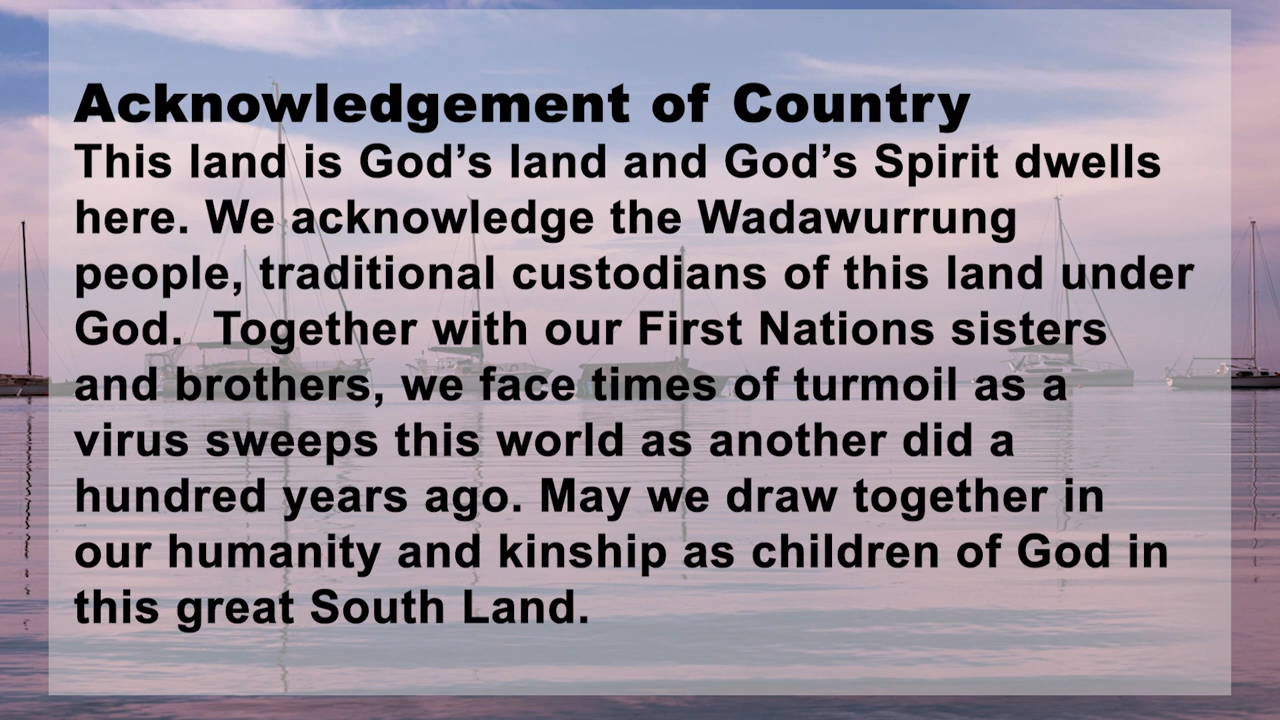 Acknowledgement of Country
This land is God’s land and God’s Spirit dwells
here. We acknowledge the Wadawurrung
people, traditional custodians of this land under
God.  Together with our First Nations sisters
and brothers, we face times of turmoil as a
virus sweeps this world as another did a
hundred years ago. May we draw together in
our humanity and kinship as children of God in
this great South Land.